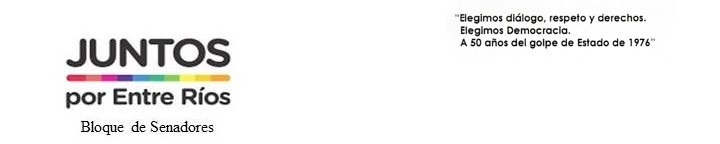 "Elegimos diálogo, respeto y derechos.
Elegimos Democracia.
A 50 años del golpe de Estado de 1976"
JUNTOS
por Entre Ríos
Bloque de Senadores